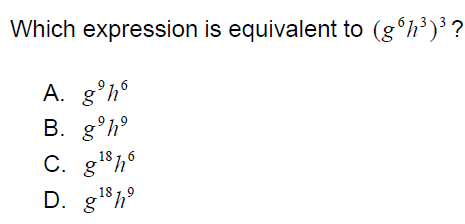 Which expression is equivalent to (g⁶h³)³?
A. g⁹h⁶
B. g⁹h⁹
C. g¹⁸h⁶
D. g¹⁸h⁹